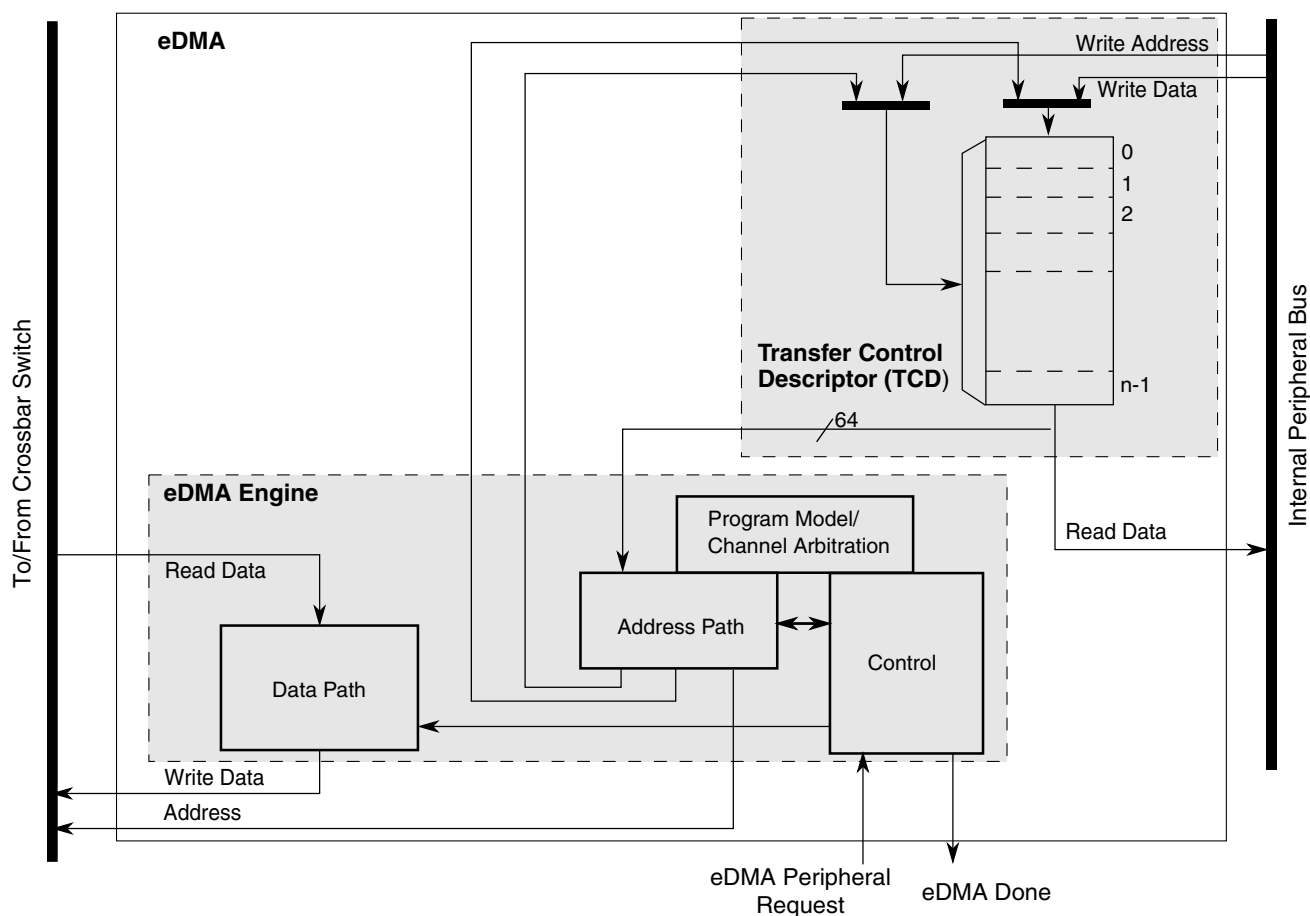 eDMA
Write Address
Write Data
0
1
2
n-1
Transfer Control
Descriptor (TCD)
64
To/From Crossbar Switch
Internal Peripheral Bus
eDMA Engine
Program Model/
Channel Arbitration
Read Data
Read Data
Address Path
Control
Data Path
Write Data
Address
eDMA Peripheral
Request
eDMA Done